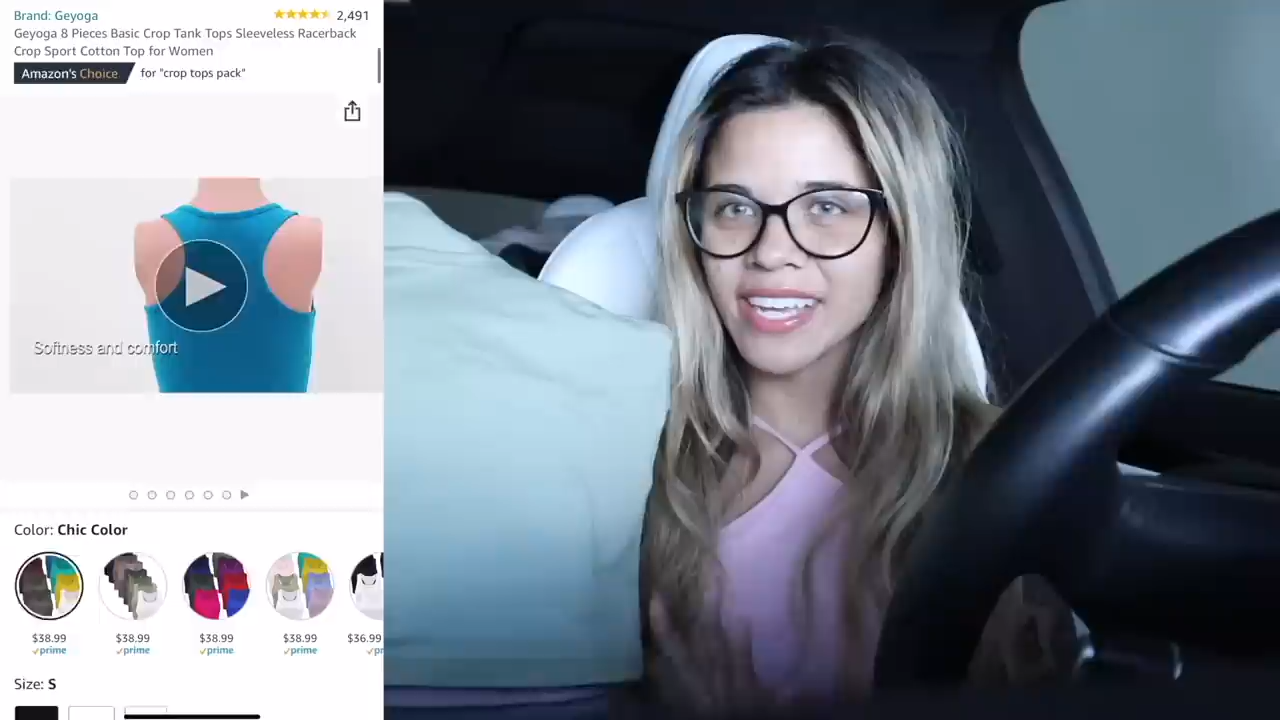 Brand: Geyoga
2,491
Geyoga 8 Pieces Basic Crop Tank Tops Sleeveless Racerback
Crop Sport Cotton Top for Women
Amazon's Choice for "crop tops pack"
Softness and comfort
Color: Chic Color
$38.99 $38.99 $38.99 $38.99 $36.99
prime prime prime prime pr
Size: S